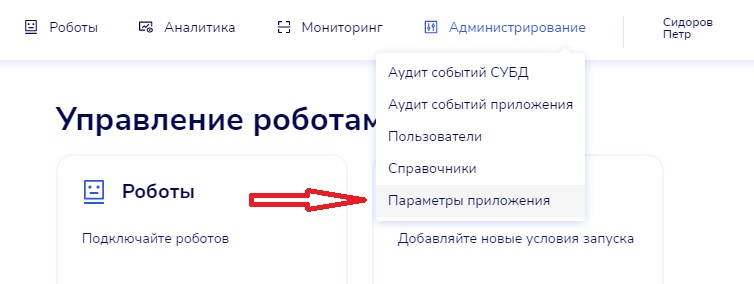 Роботы
Аналитика
Мониторинг
Администрирование
Сидоров
Петр
Аудит событий СУБД
Аудит событий приложения
Пользователи
Справочники
Параметры приложения
Управление роботам
Роботы
Подключайте роботов
Добавляйте новые условия запуска